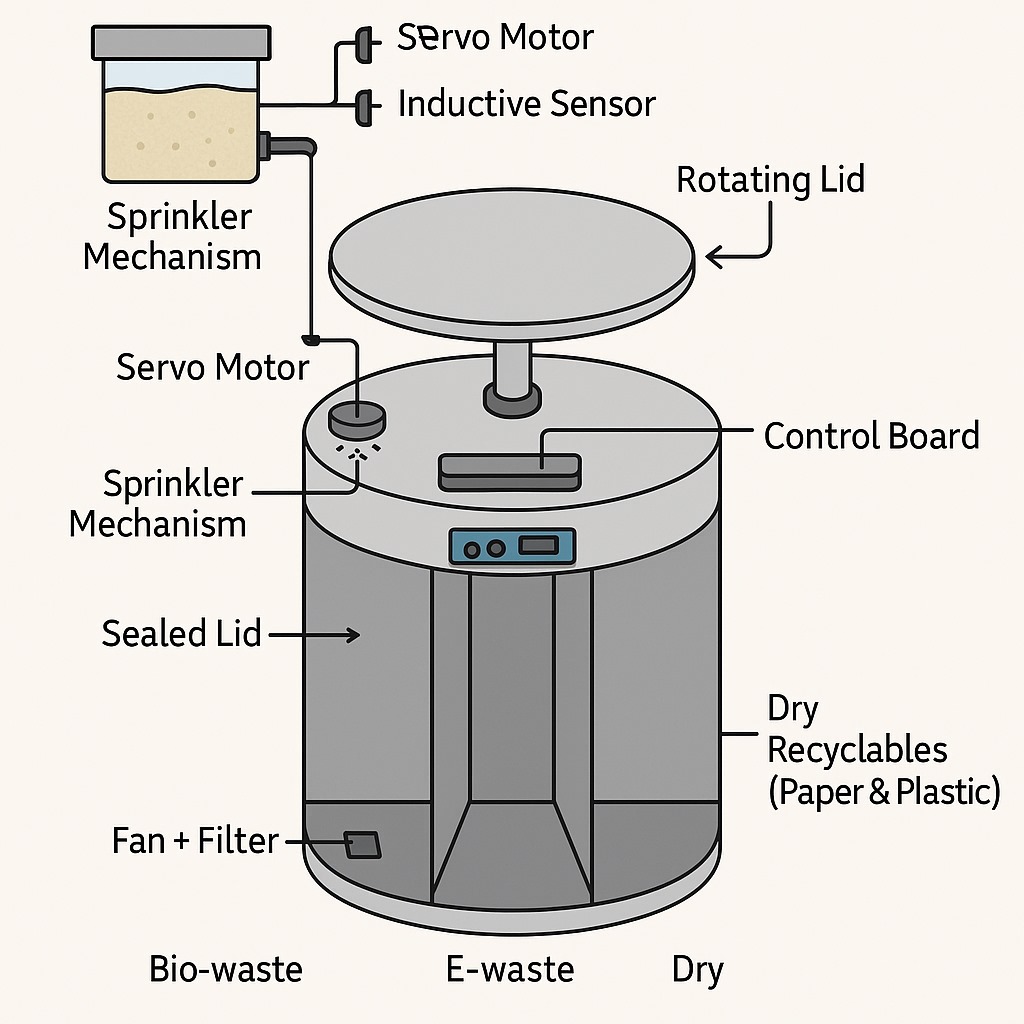 Servo Motor
Inductive Sensor
Rotating Lid
Sprinkler
Mechanism
Servo Motor
Control Board
Sprinkler
Mechanism
Sealed Lid
Dry
Recyclables
(Paper & Plastic)
Fan + Filter
Bio-waste
E-waste
Dry